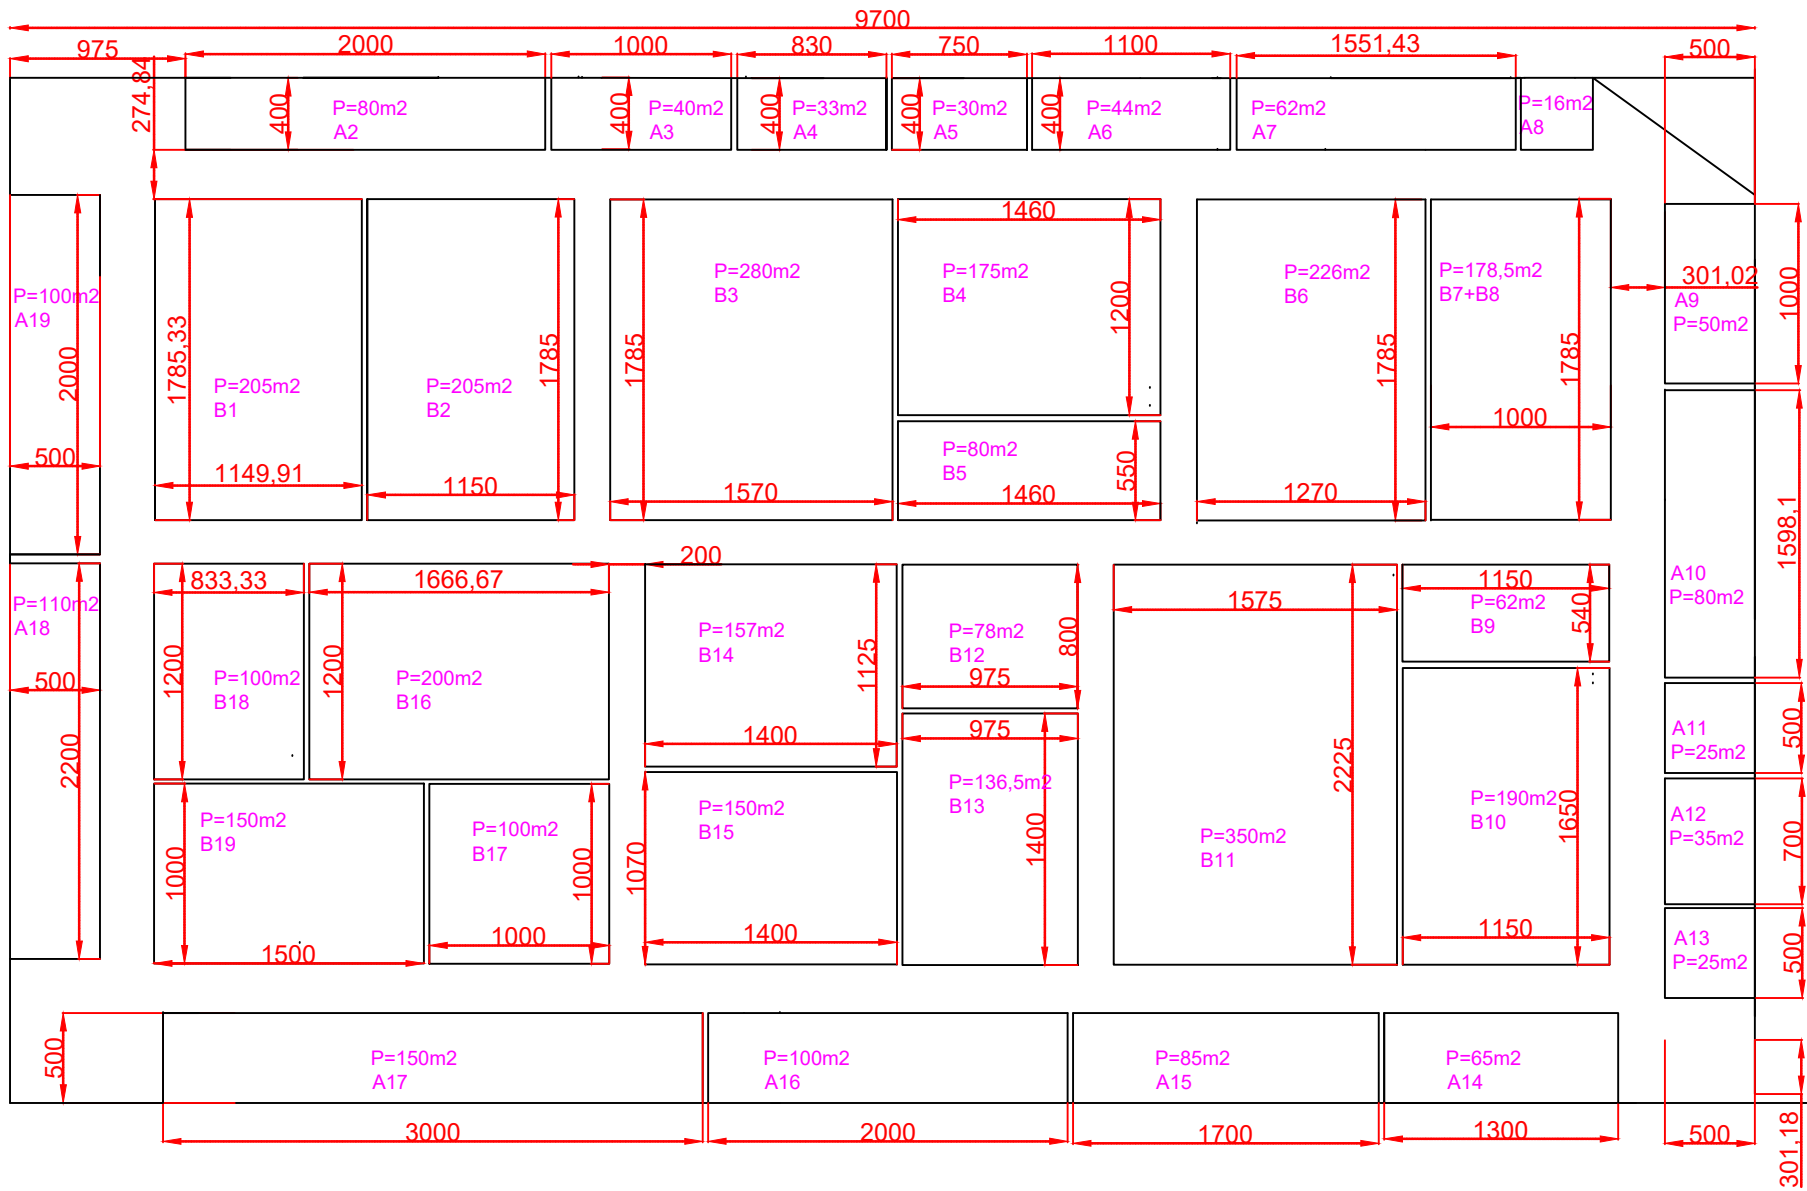 9700
975
2000
1000
830
750
1100
1551,43
500
274,84
400
P=80m2
A2
400
P=40m2
A3
400
P=33m2
A4
400
P=30m2
A5
400
P=44m2
A6
P=62m2
A7
P=16m2
A8
P=100m2
A19
2000
500
1785,33
P=205m2
B1
1149,91
P=205m2
B2
1785
1150
1785
P=280m2
B3
1570
1460
P=175m2
B4
1200
P=80m2
B5
550
1460
P=226m2
B6
1785
1270
P=178,5m2
B7+B8
1785
1000
301,02
A9
P=50m2
1000
A10
P=80m2
1598,1
P=110m2
A18
500
2200
833,33
1200
P=100m2
B18
1666,67
1200
P=200m2
B16
200
P=157m2
B14
1125
1400
P=78m2
B12
800
975
1575
2225
P=350m2
B11
1150
P=62m2
B9
540
A11
P=25m2
500
P=150m2
B19
1000
1500
P=100m2
B17
1000
1000
P=150m2
B15
1070
1400
975
P=136,5m2
B13
1400
P=190m2
B10
1650
1150
A12
P=35m2
700
A13
P=25m2
500
500
P=150m2
A17
P=100m2
A16
P=85m2
A15
P=65m2
A14
3000
2000
1700
1300
500
301,18